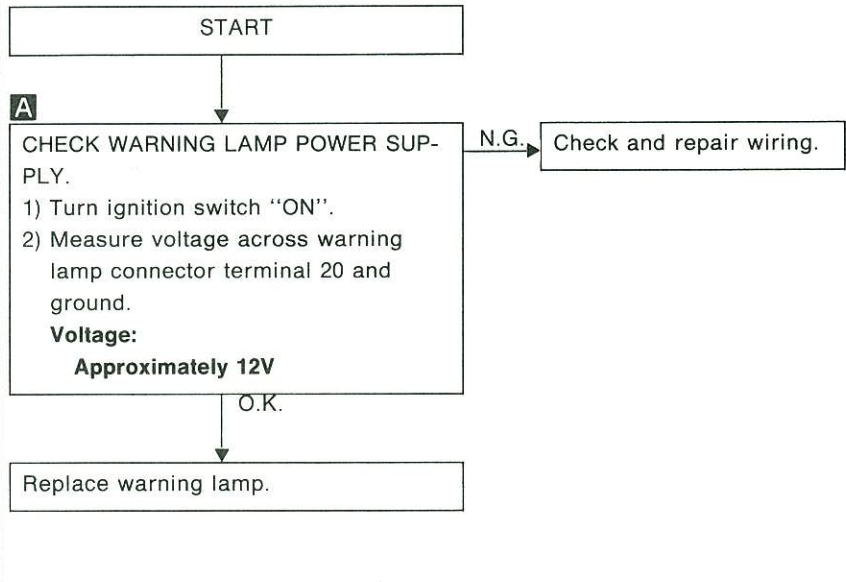 START
A
CHECK WARNING LAMP POWER SUP-
PLY.
1) Turn ignition switch “ON”.
2) Measure voltage across warning
lamp connector terminal 20 and
ground.
Voltage:
Approximately 12V
N.G.
Check and repair wiring.
O.K.
Replace warning lamp.